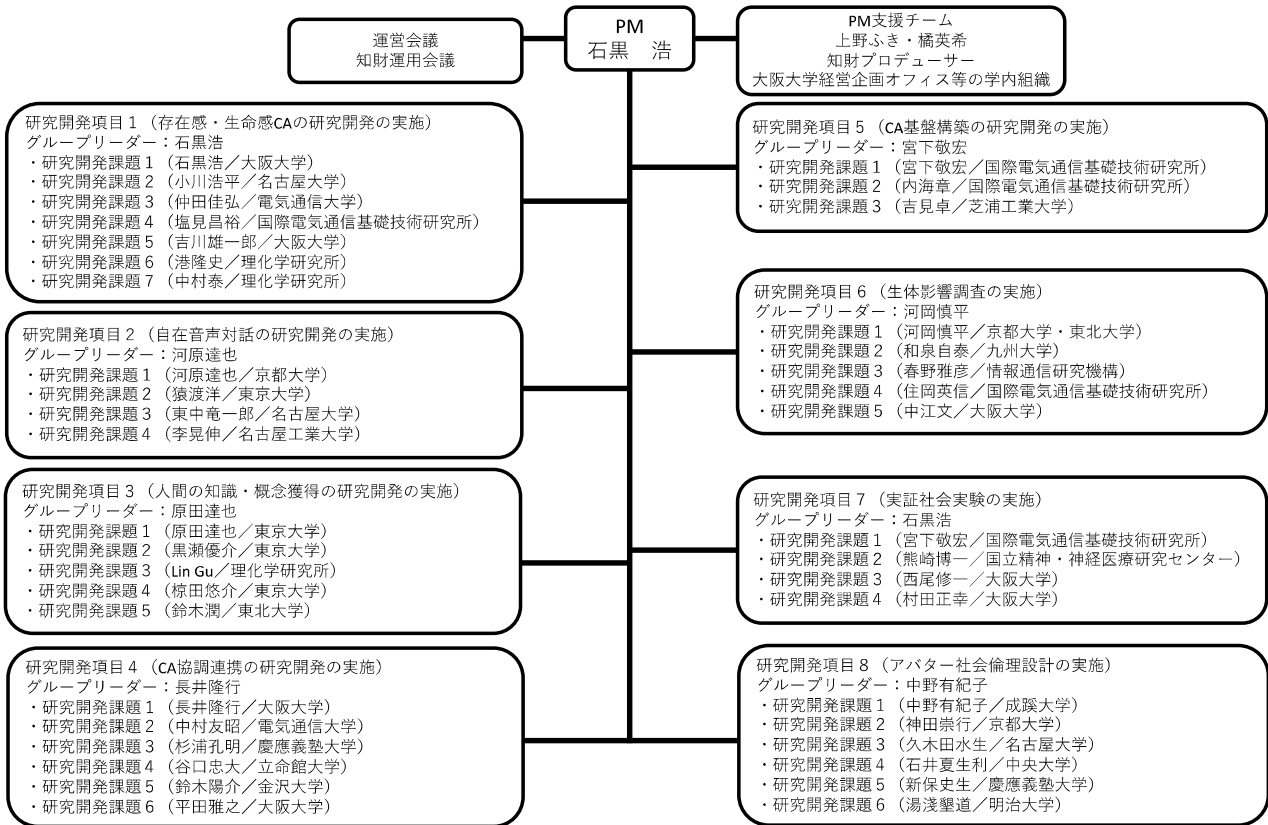 運営会議
知財運用会議
PM
石黒　浩
PM支援チーム
上野ふき・橘英希
知財プロデューサー
大阪大学経営企画オフィス等の学内組織
研究開発項目１（存在感・生命感CAの研究開発の実施）
グループリーダー：石黒浩
・研究開発課題１（石黒浩／大阪大学）
・研究開発課題２（小川浩平／名古屋大学）
・研究開発課題３（仲田佳弘／電気通信大学）
・研究開発課題４（塩見昌裕／国際電気通信基礎技術研究所）
・研究開発課題５（吉川雄一郎／大阪大学）
・研究開発課題６（港隆史／理化学研究所）
・研究開発課題７（中村泰／理化学研究所）
研究開発項目２（自在音声対話の研究開発の実施）
グループリーダー：河原達也
・研究開発課題１（河原達也／京都大学）
・研究開発課題２（猿渡洋／東京大学）
・研究開発課題３（東中竜一郎／名古屋大学）
・研究開発課題４（李晃伸／名古屋工業大学）
研究開発項目３（人間の知識・概念獲得の研究開発の実施）
グループリーダー：原田達也
・研究開発課題１（原田達也／東京大学）
・研究開発課題２（黒瀬優介／東京大学）
・研究開発課題３（Lin Gu／理化学研究所）
・研究開発課題４（椋田悠介／東京大学）
・研究開発課題５（鈴木潤／東北大学）
研究開発項目４（CA協調連携の研究開発の実施）
グループリーダー：長井隆行
・研究開発課題１（長井隆行／大阪大学）
・研究開発課題２（中村友昭／電気通信大学）
・研究開発課題３（杉浦孔明／慶應義塾大学）
・研究開発課題４（谷口忠大／立命館大学）
・研究開発課題５（鈴木陽介／金沢大学）
・研究開発課題６（平田雅之／大阪大学）
研究開発項目５（CA基盤構築の研究開発の実施）
グループリーダー：宮下敬宏
・研究開発課題１（宮下敬宏／国際電気通信基礎技術研究所）
・研究開発課題２（内海章／国際電気通信基礎技術研究所）
・研究開発課題３（吉見卓／芝浦工業大学）
研究開発項目６（生体影響調査の実施）
グループリーダー：河岡慎平
・研究開発課題１（河岡慎平／京都大学・東北大学）
・研究開発課題２（和泉自泰／九州大学）
・研究開発課題３（春野雅彦／情報通信研究機構）
・研究開発課題４（住岡英信／国際電気通信基礎技術研究所）
・研究開発課題５（中江文／大阪大学）
研究開発項目７（実証社会実験の実施）
グループリーダー：石黒浩
・研究開発課題１（宮下敬宏／国際電気通信基礎技術研究所）
・研究開発課題２（熊崎博一／国立精神・神経医療研究センター）
・研究開発課題３（西尾修一／大阪大学）
・研究開発課題４（村田正幸／大阪大学）
研究開発項目８（アバター社会倫理設計の実施）
グループリーダー：中野有紀子
・研究開発課題１（中野有紀子／成蹊大学）
・研究開発課題２（神田崇行／京都大学）
・研究開発課題３（久木田水生／名古屋大学）
・研究開発課題４（石井夏生利／中央大学）
・研究開発課題５（新保史生／慶應義塾大学）
・研究開発課題６（湯淺墾道／明治大学）